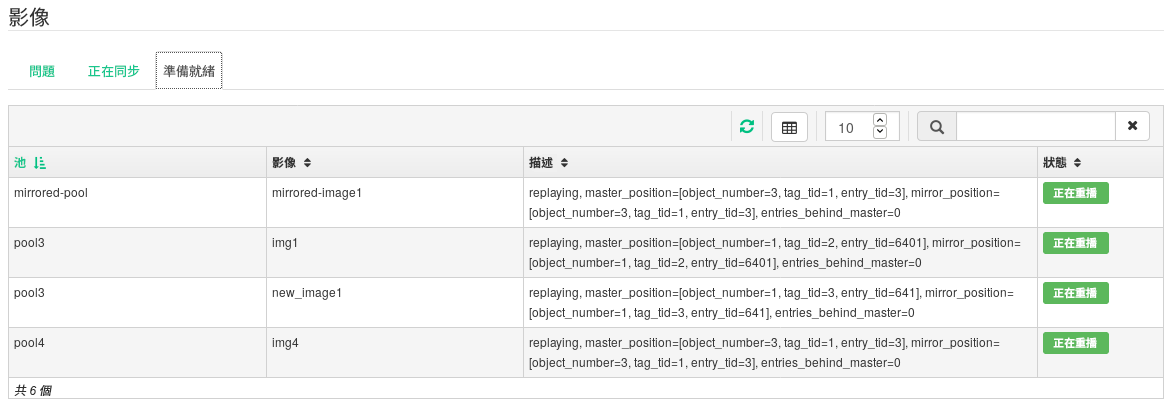 影像
問題 正在同步 準備就緒
10
池 影像 描述 狀態
mirrored-pool mirrored-image1 replaying, master_position=[object_number=3, tag_tid=1, entry_tid=3], mirror_position= 正在重播
[object_number=3, tag_tid=1, entry_tid=3], entries_behind_master=0
pool3 img1 replaying, master_position=[object_number=1, tag_tid=2, entry_tid=6401], mirror_position= 正在重播
[object_number=1, tag_tid=2, entry_tid=6401], entries_behind_master=0
pool3 new_image1 replaying, master_position=[object_number=1, tag_tid=3, entry_tid=641], mirror_position= 正在重播
[object_number=1, tag_tid=3, entry_tid=641], entries_behind_master=0
pool4 img4 replaying, master_position=[object_number=3, tag_tid=1, entry_tid=3], mirror_position= 正在重播
[object_number=3, tag_tid=1, entry_tid=3], entries_behind_master=0
共 6 個